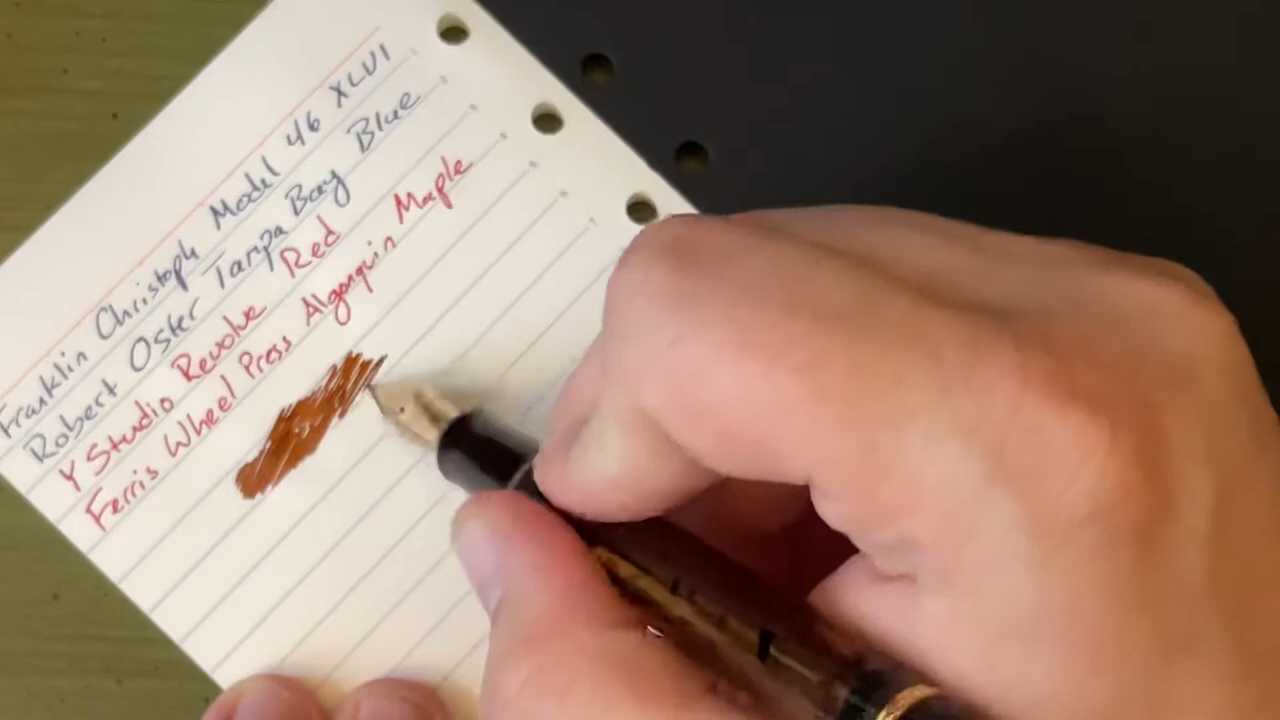 Franklin Christoph Model 46 XLVI
Robert Oster Tampa Bay Blue
Y Studio Revolve Red
Ferris Wheel Press Algonquin Maple